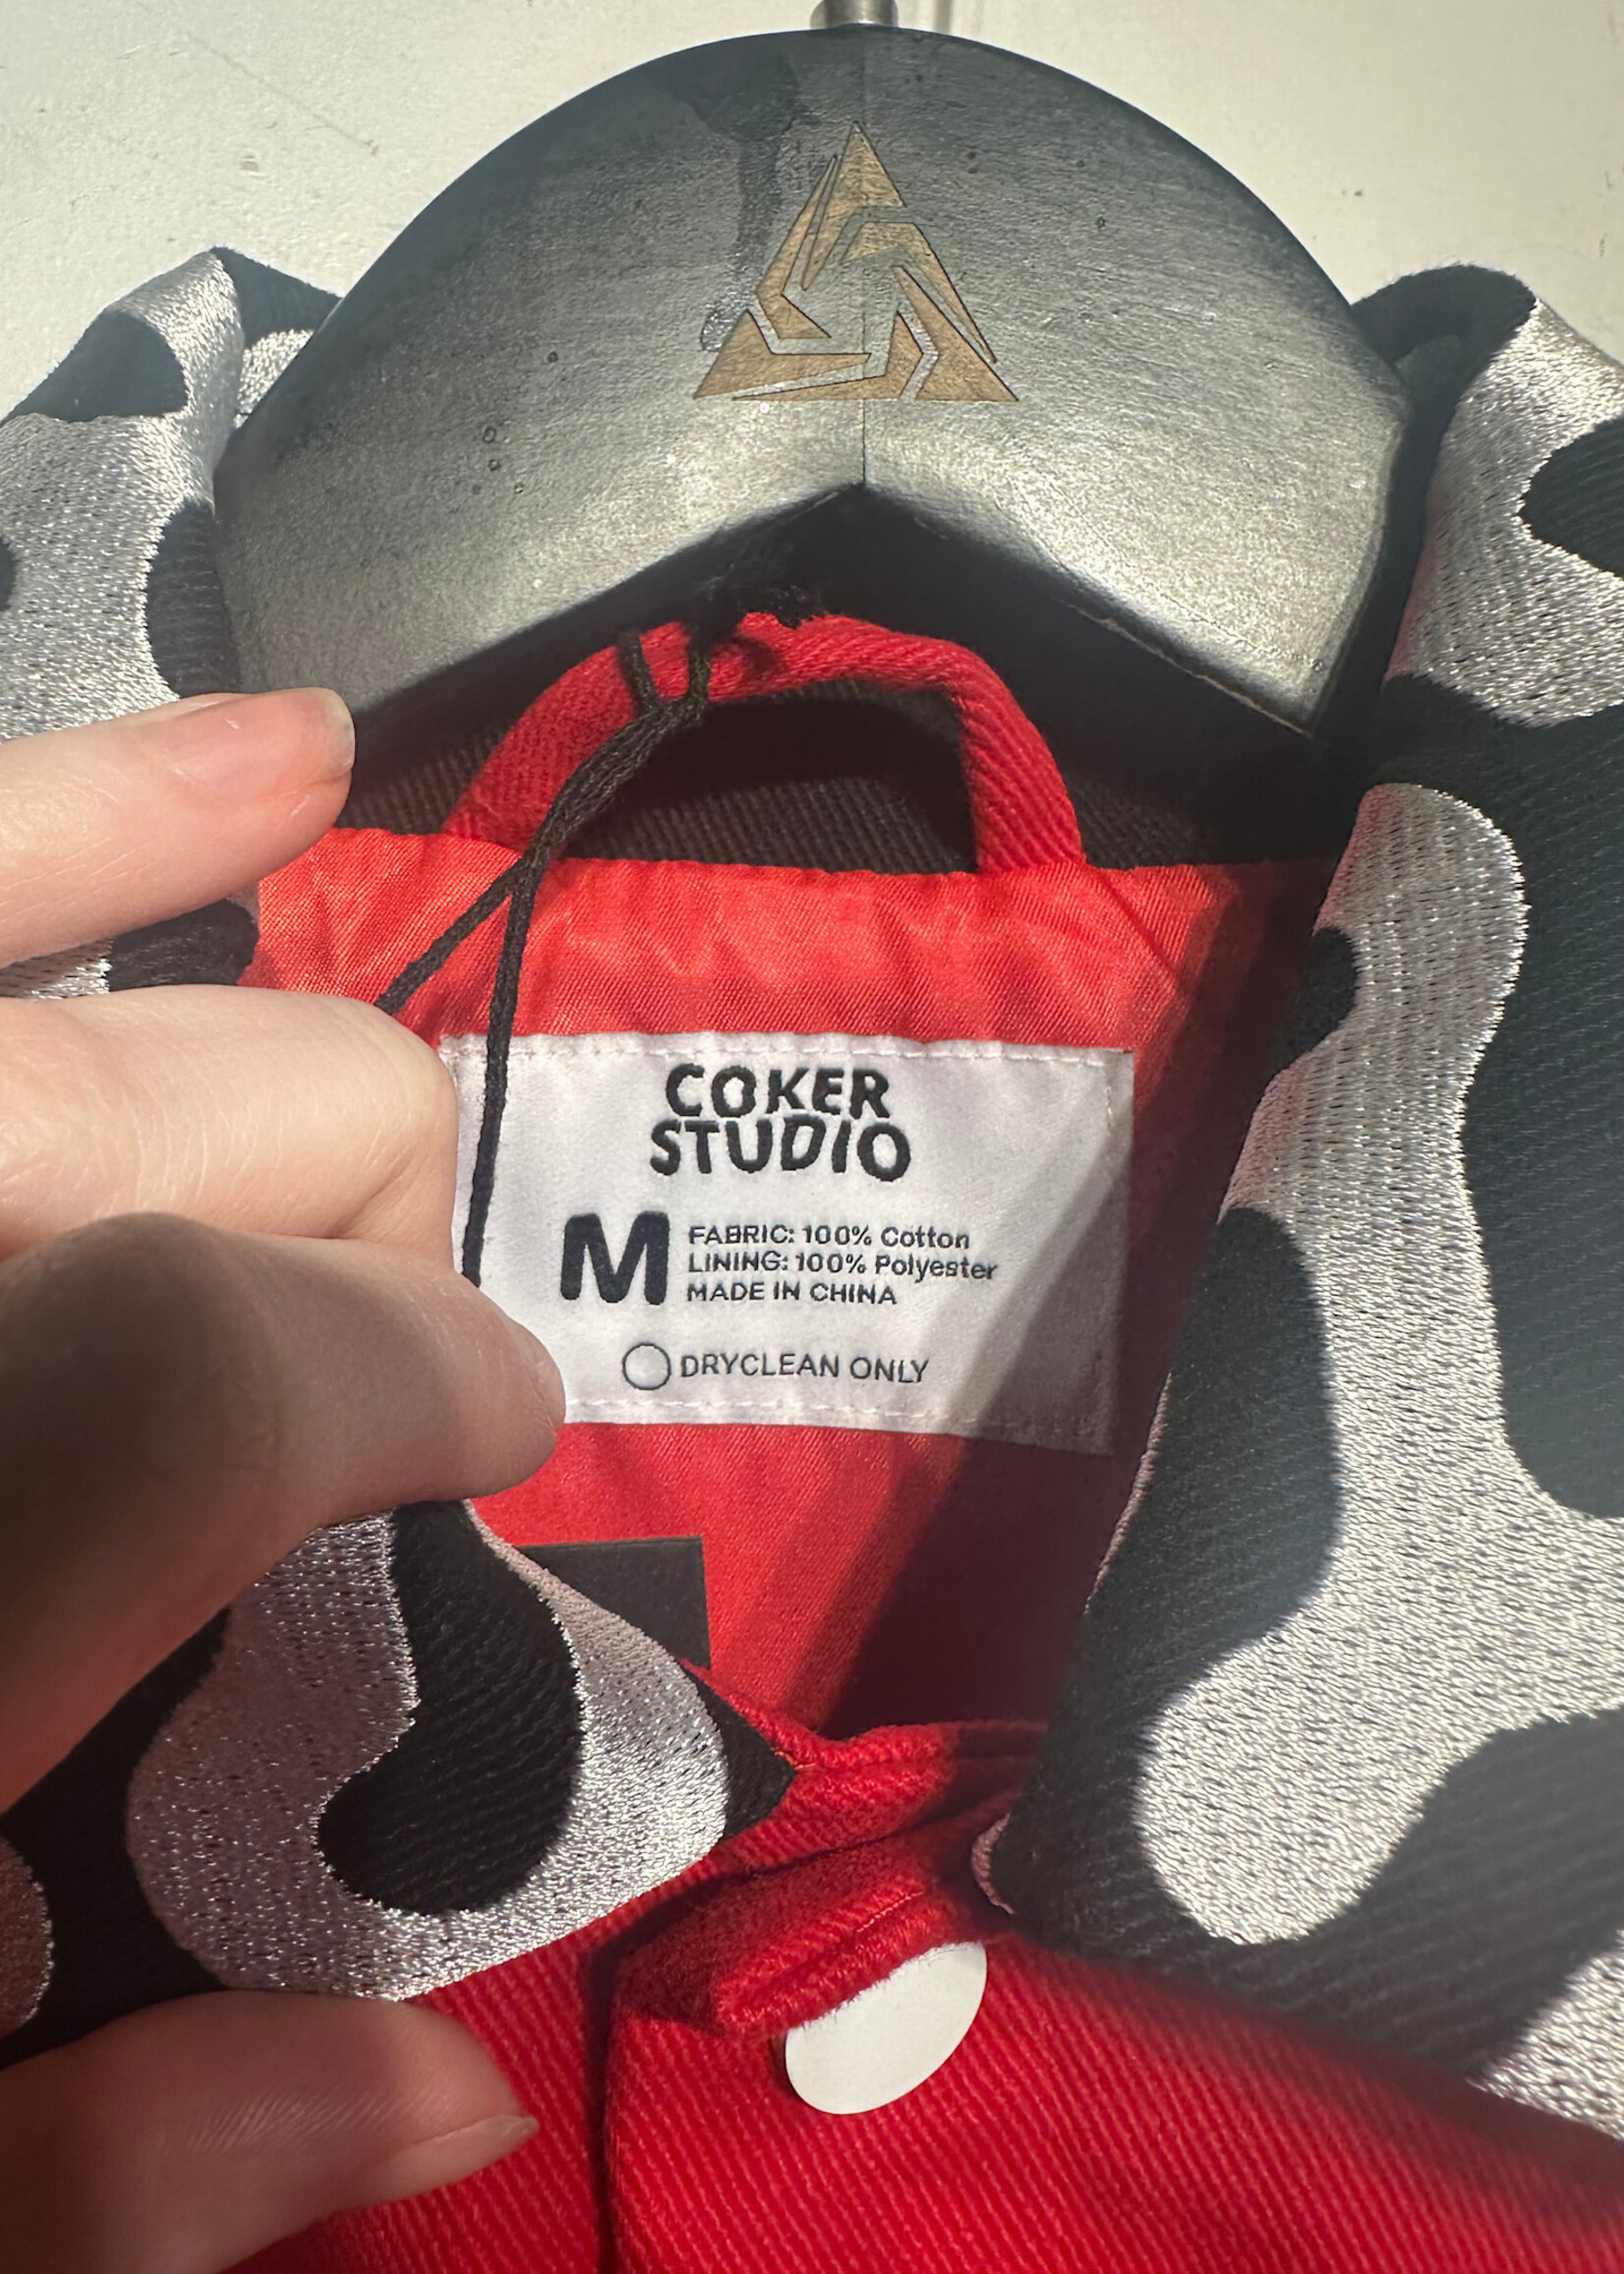 COKER
STUDIO
M
FABRIC: 100% Cotton
LINING: 100% Polyester
MADE IN CHINA
DRYCLEAN ONLY